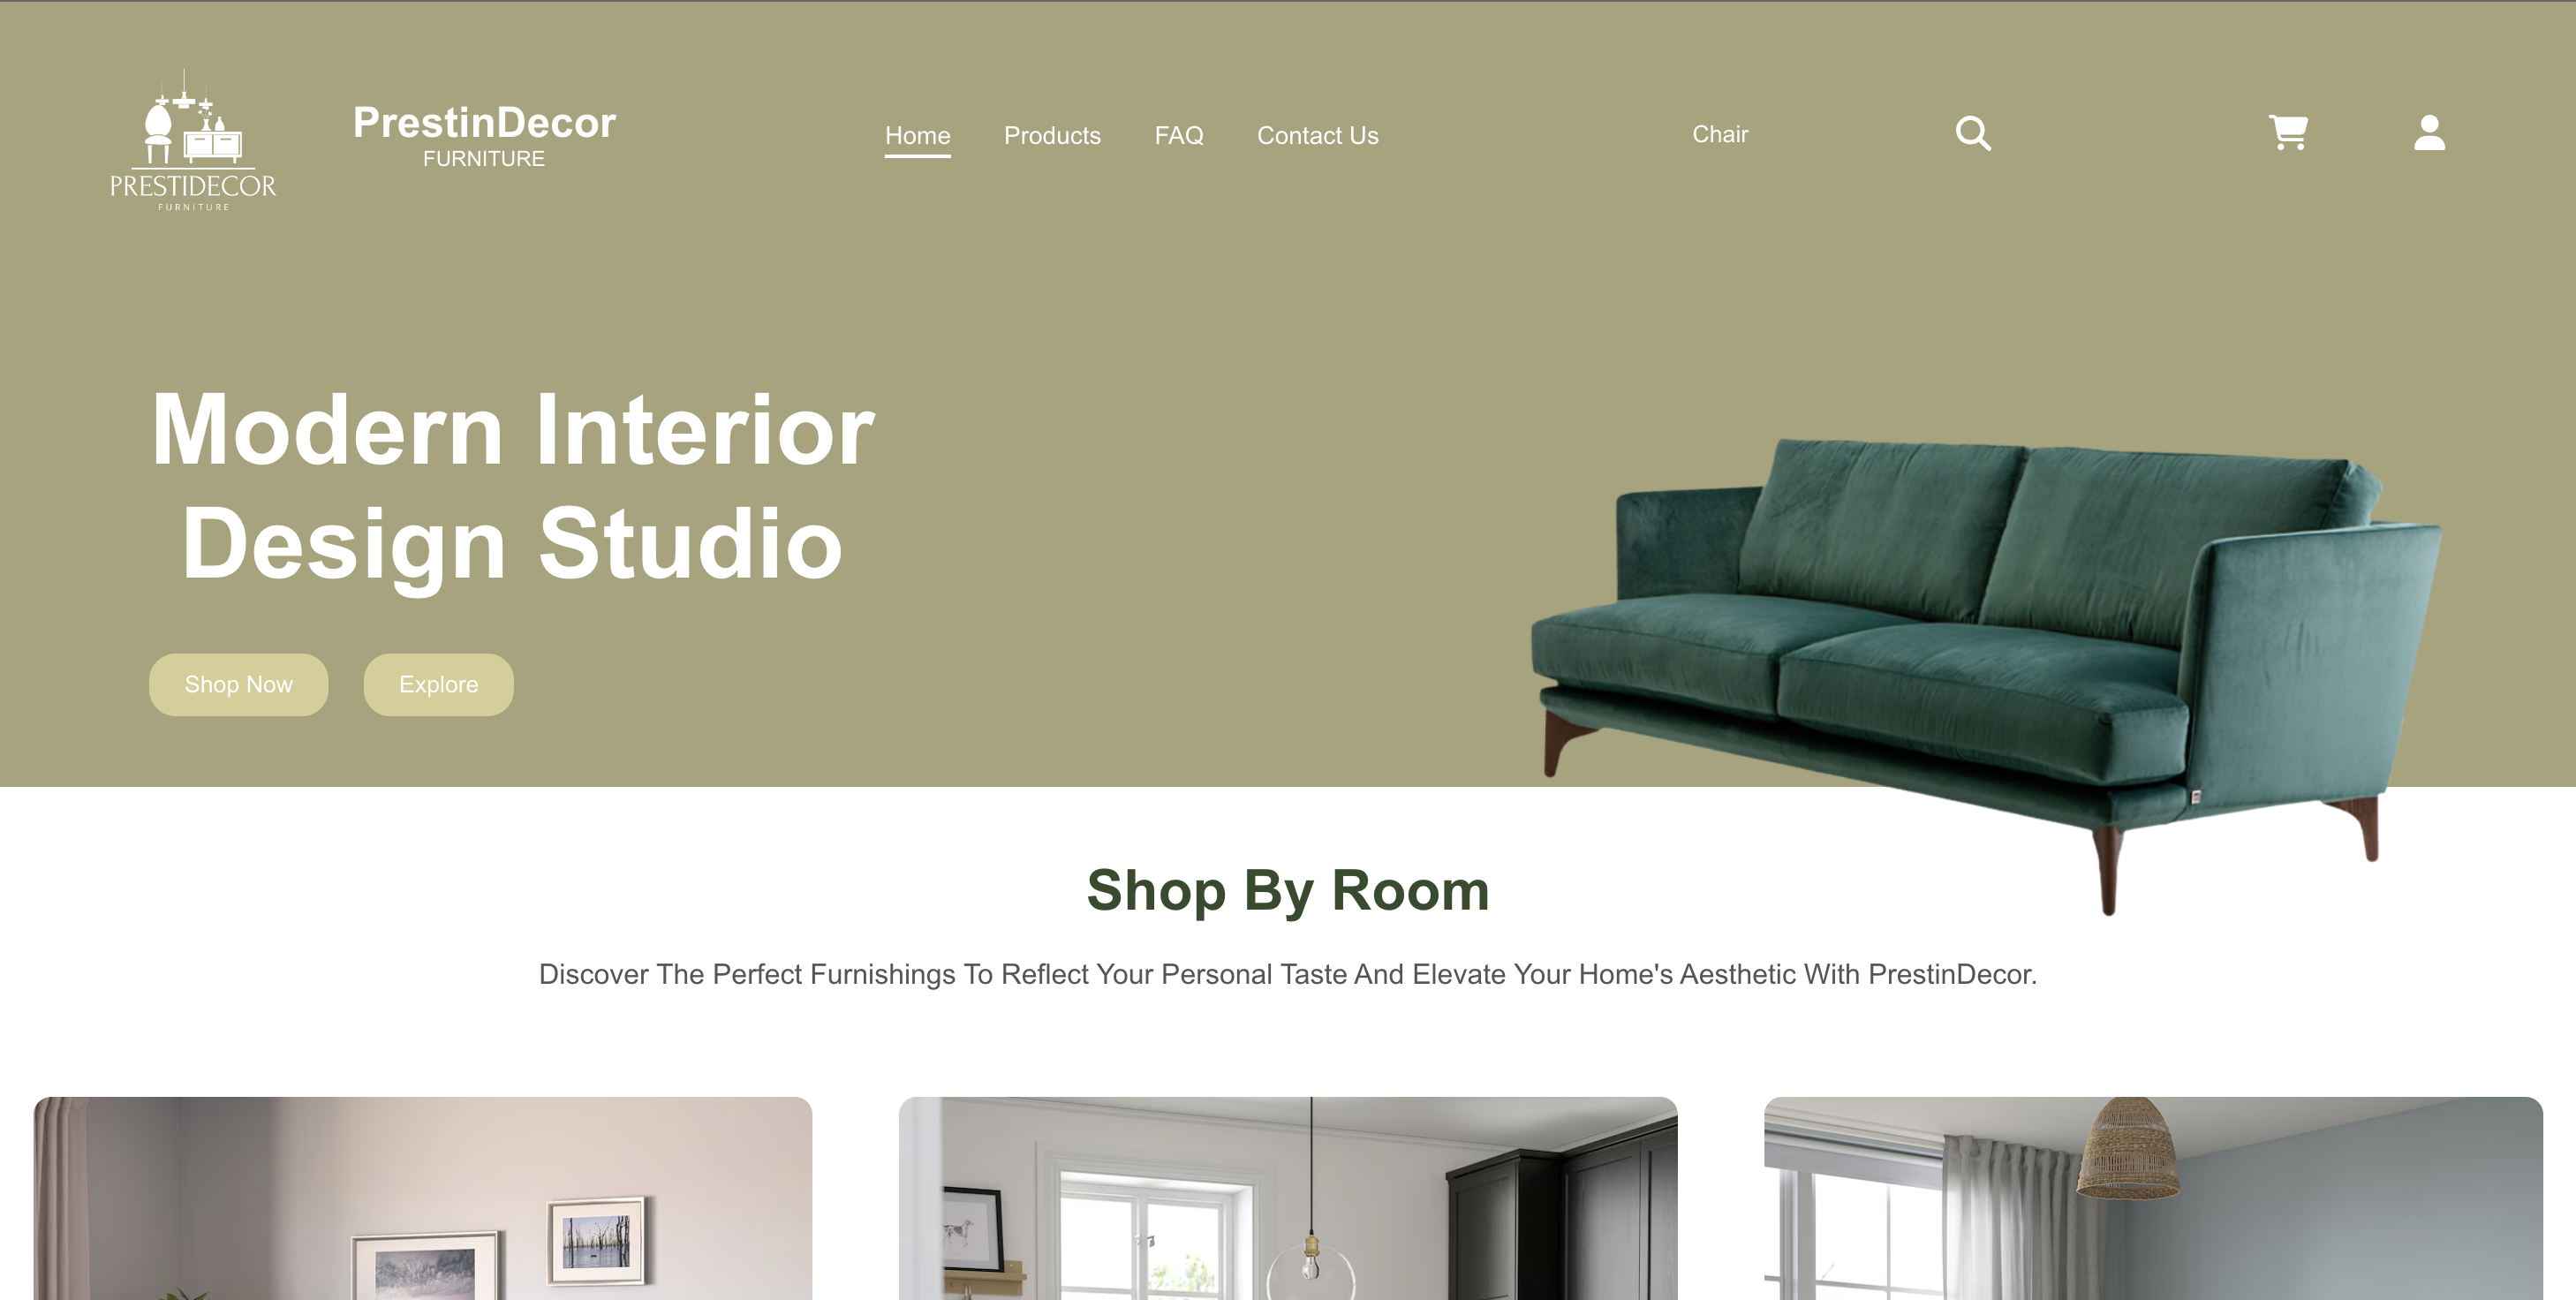 PRESTIDECOR
FURNITURE
PrestinDecor
FURNITURE
Home Products FAQ Contact Us
Chair
Modern Interior
Design Studio
Shop Now Explore
Shop By Room
Discover The Perfect Furnishings To Reflect Your Personal Taste And Elevate Your Home's Aesthetic With PrestinDecor.